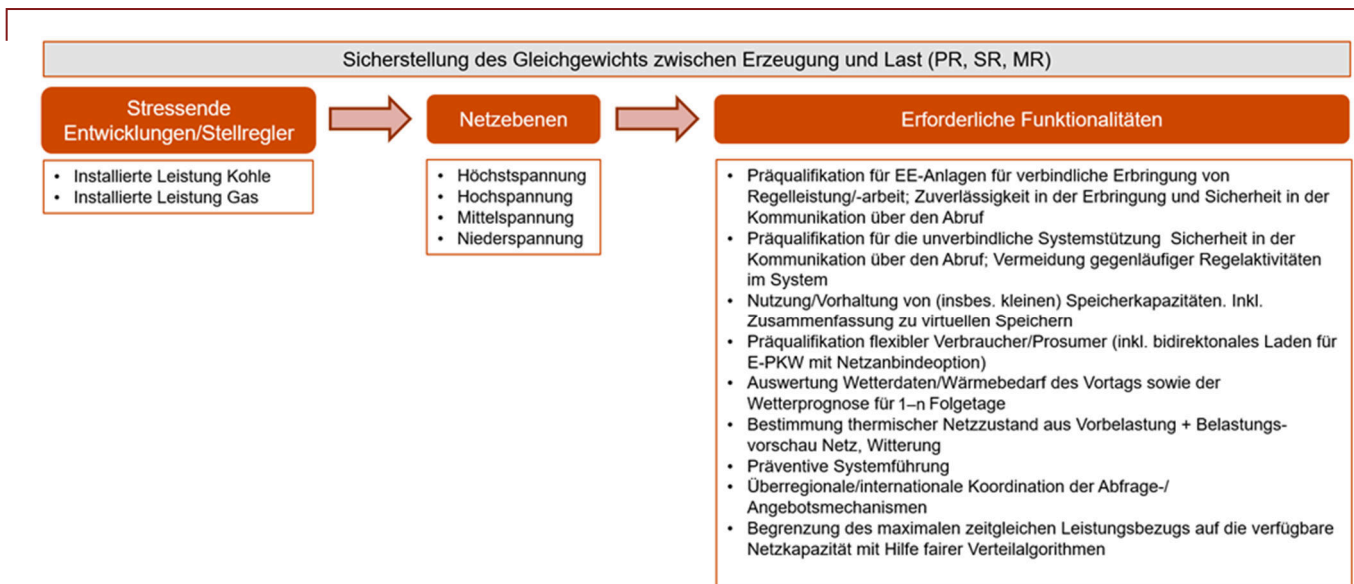 Sicherstellung des Gleichgewichts zwischen Erzeugung und Last (PR, SR, MR)
Stressende
Entwicklungen/Stellregler
• Installierte Leistung Kohle
• Installierte Leistung Gas
Netzebenen
• Höchstspannung
• Hochspannung
• Mittelspannung
• Niederspannung
Erforderliche Funktionalitäten
• Präqualifikation für EE-Anlagen für verbindliche Erbringung von
Regelleistung/-arbeit; Zuverlässigkeit in der Erbringung und Sicherheit in der
Kommunikation über den Abruf
• Präqualifikation für die unverbindliche Systemstützung Sicherheit in der
Kommunikation über den Abruf; Vermeidung gegenläufiger Regelaktivitäten
im System
• Nutzung/Vorhaltung von (insbes. kleinen) Speicherkapazitäten. Inkl.
Zusammenfassung zu virtuellen Speichern
• Präqualifikation flexibler Verbraucher/Prosumer (inkl. bidirektonales Laden für
E-PKW mit Netzanbindeoption)
• Auswertung Wetterdaten/Wärmebedarf des Vortags sowie der
Wetterprognose für 1–n Folgetage
• Bestimmung thermischer Netzzustand aus Vorbelastung + Belastungs-
vorschau Netz, Witterung
• Präventive Systemführung
• Überregionale/internationale Koordination der Abfrage-/
Angebotsmechanismen
• Begrenzung des maximalen zeitgleichen Leistungsbezugs auf die verfügbare
Netzkapazität mit Hilfe fairer Verteilalgorithmen